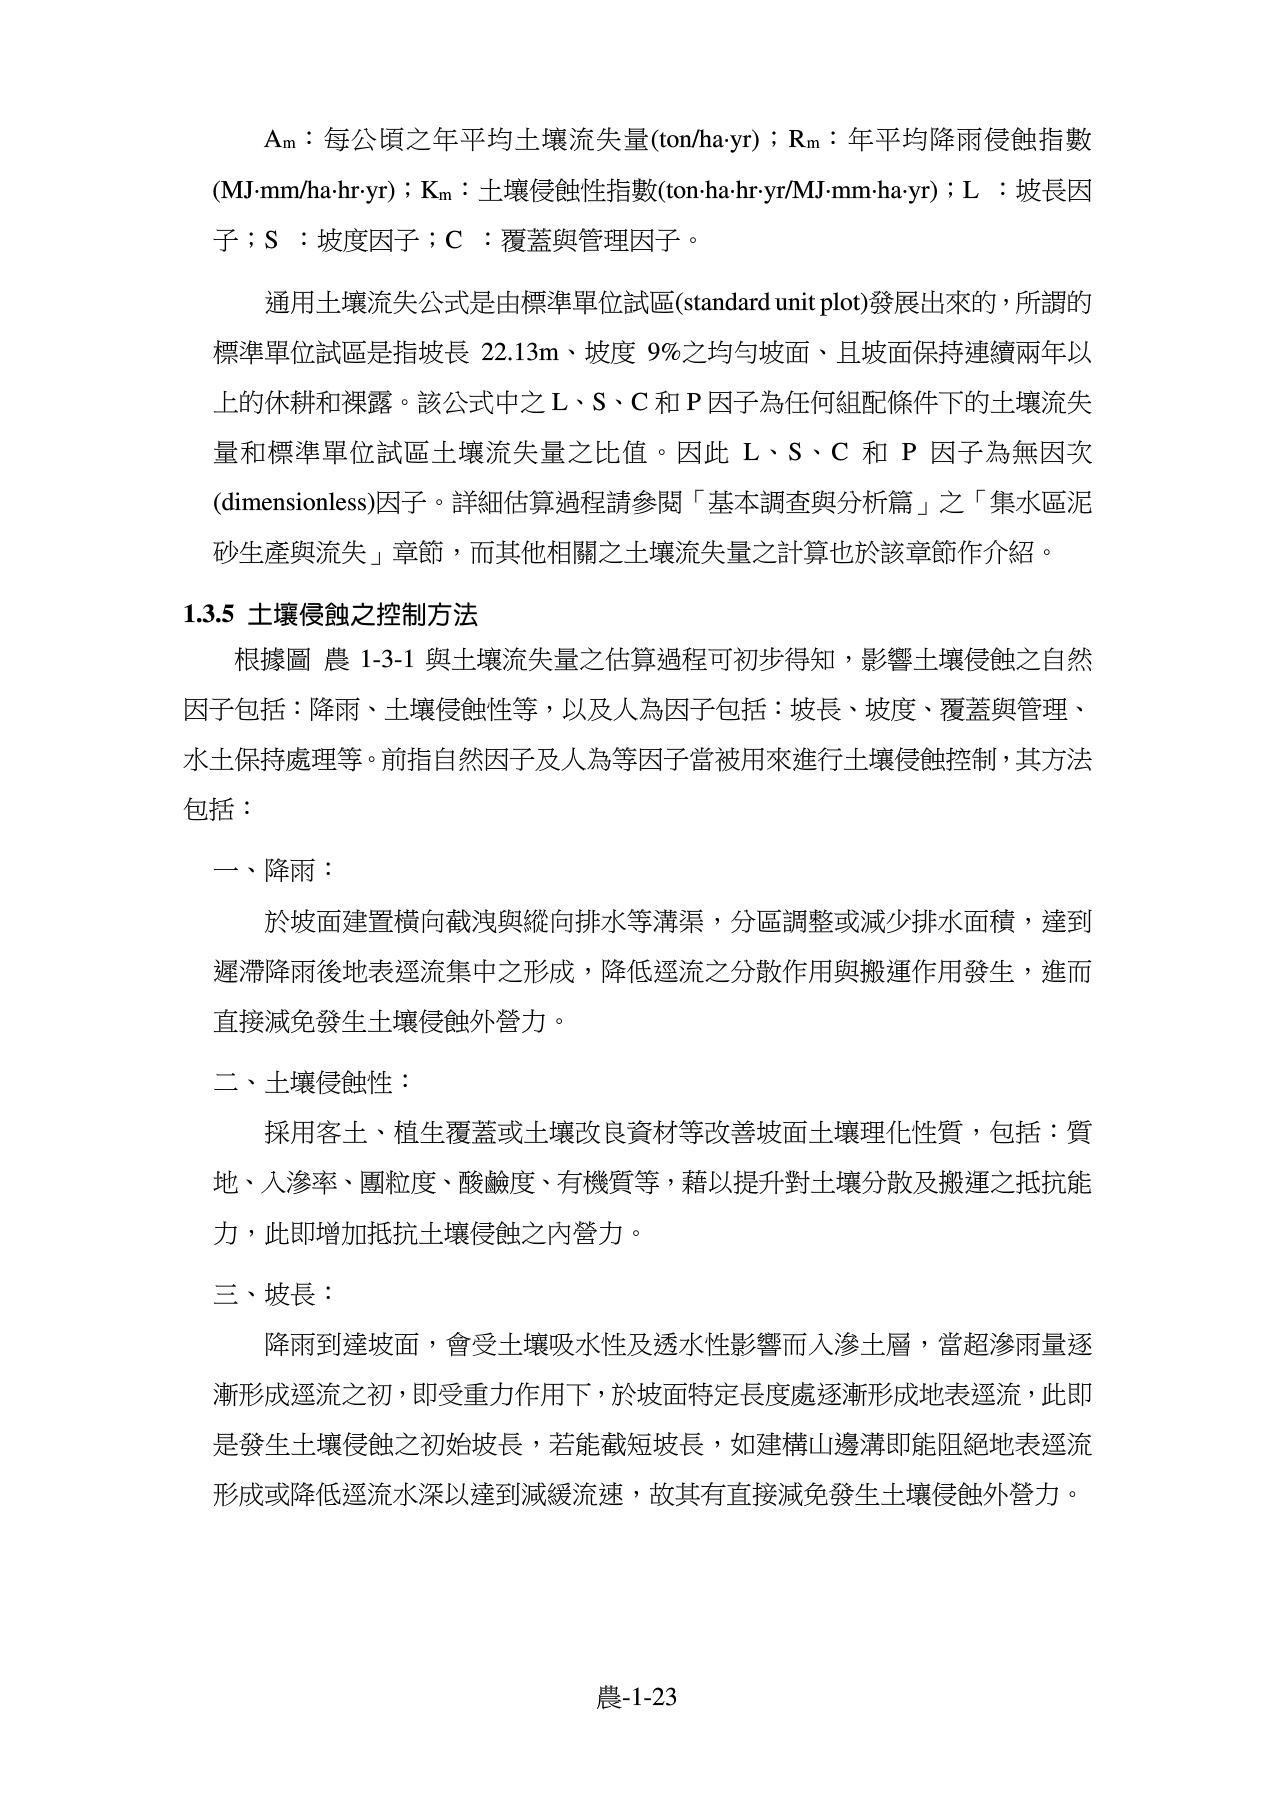 Am：每公頃之年平均土壤流失量(ton/ha·yr)；Rm：年平均降雨侵蝕指數
(MJ·mm/ha·hr·yr)；Km：土壤侵蝕性指數(ton·ha·hr·yr/MJ·mm·ha·yr)；L ：坡長因
子；S ：坡度因子；C ：覆蓋與管理因子。
通用土壤流失公式是由標準單位試區(standard unit plot)發展出來的，所謂的
標準單位試區是指坡長 22.13m、坡度 9%之均勻坡面、且坡面保持連續兩年以
上的休耕和裸露。該公式中之 L、S、C 和 P 因子為任何組配條件下的土壤流失
量和標準單位試區土壤流失量之比值。因此 L、S、C 和 P 因子為無因次
(dimensionless)因子。詳細估算過程請參閱「基本調查與分析篇」之「集水區泥
砂生產與流失」章節，而其他相關之土壤流失量之計算也於該章節作介紹。
1.3.5 土壤侵蝕之控制方法
根據圖 農 1-3-1 與土壤流失量之估算過程可初步得知，影響土壤侵蝕之自然
因子包括：降雨、土壤侵蝕性等，以及人為因子包括：坡長、坡度、覆蓋與管理、
水土保持處理等。前指自然因子及人為等因子當被用來進行土壤侵蝕控制，其方法
包括：
一、降雨：
於坡面建置橫向截洩與縱向排水等溝渠，分區調整或減少排水面積，達到
遲滯降雨後地表逕流集中之形成，降低逕流之分散作用與搬運作用發生，進而
直接減免發生土壤侵蝕外營力。
二、土壤侵蝕性：
採用客土、植生覆蓋或土壤改良資材等改善坡面土壤理化性質，包括：質
地、入滲率、團粒度、酸鹼度、有機質等，藉以提升對土壤分散及搬運之抵抗能
力，此即增加抵抗土壤侵蝕之內營力。
三、坡長：
降雨到達坡面，會受土壤吸水性及透水性影響而入滲土層，當超滲雨量逐
漸形成逕流之初，即受重力作用下，於坡面特定長度處逐漸形成地表逕流，此即
是發生土壤侵蝕之初始坡長，若能截短坡長，如建構山邊溝即能阻絕地表逕流
形成或降低逕流水深以達到減緩流速，故其有直接減免發生土壤侵蝕外營力。
農-1-23